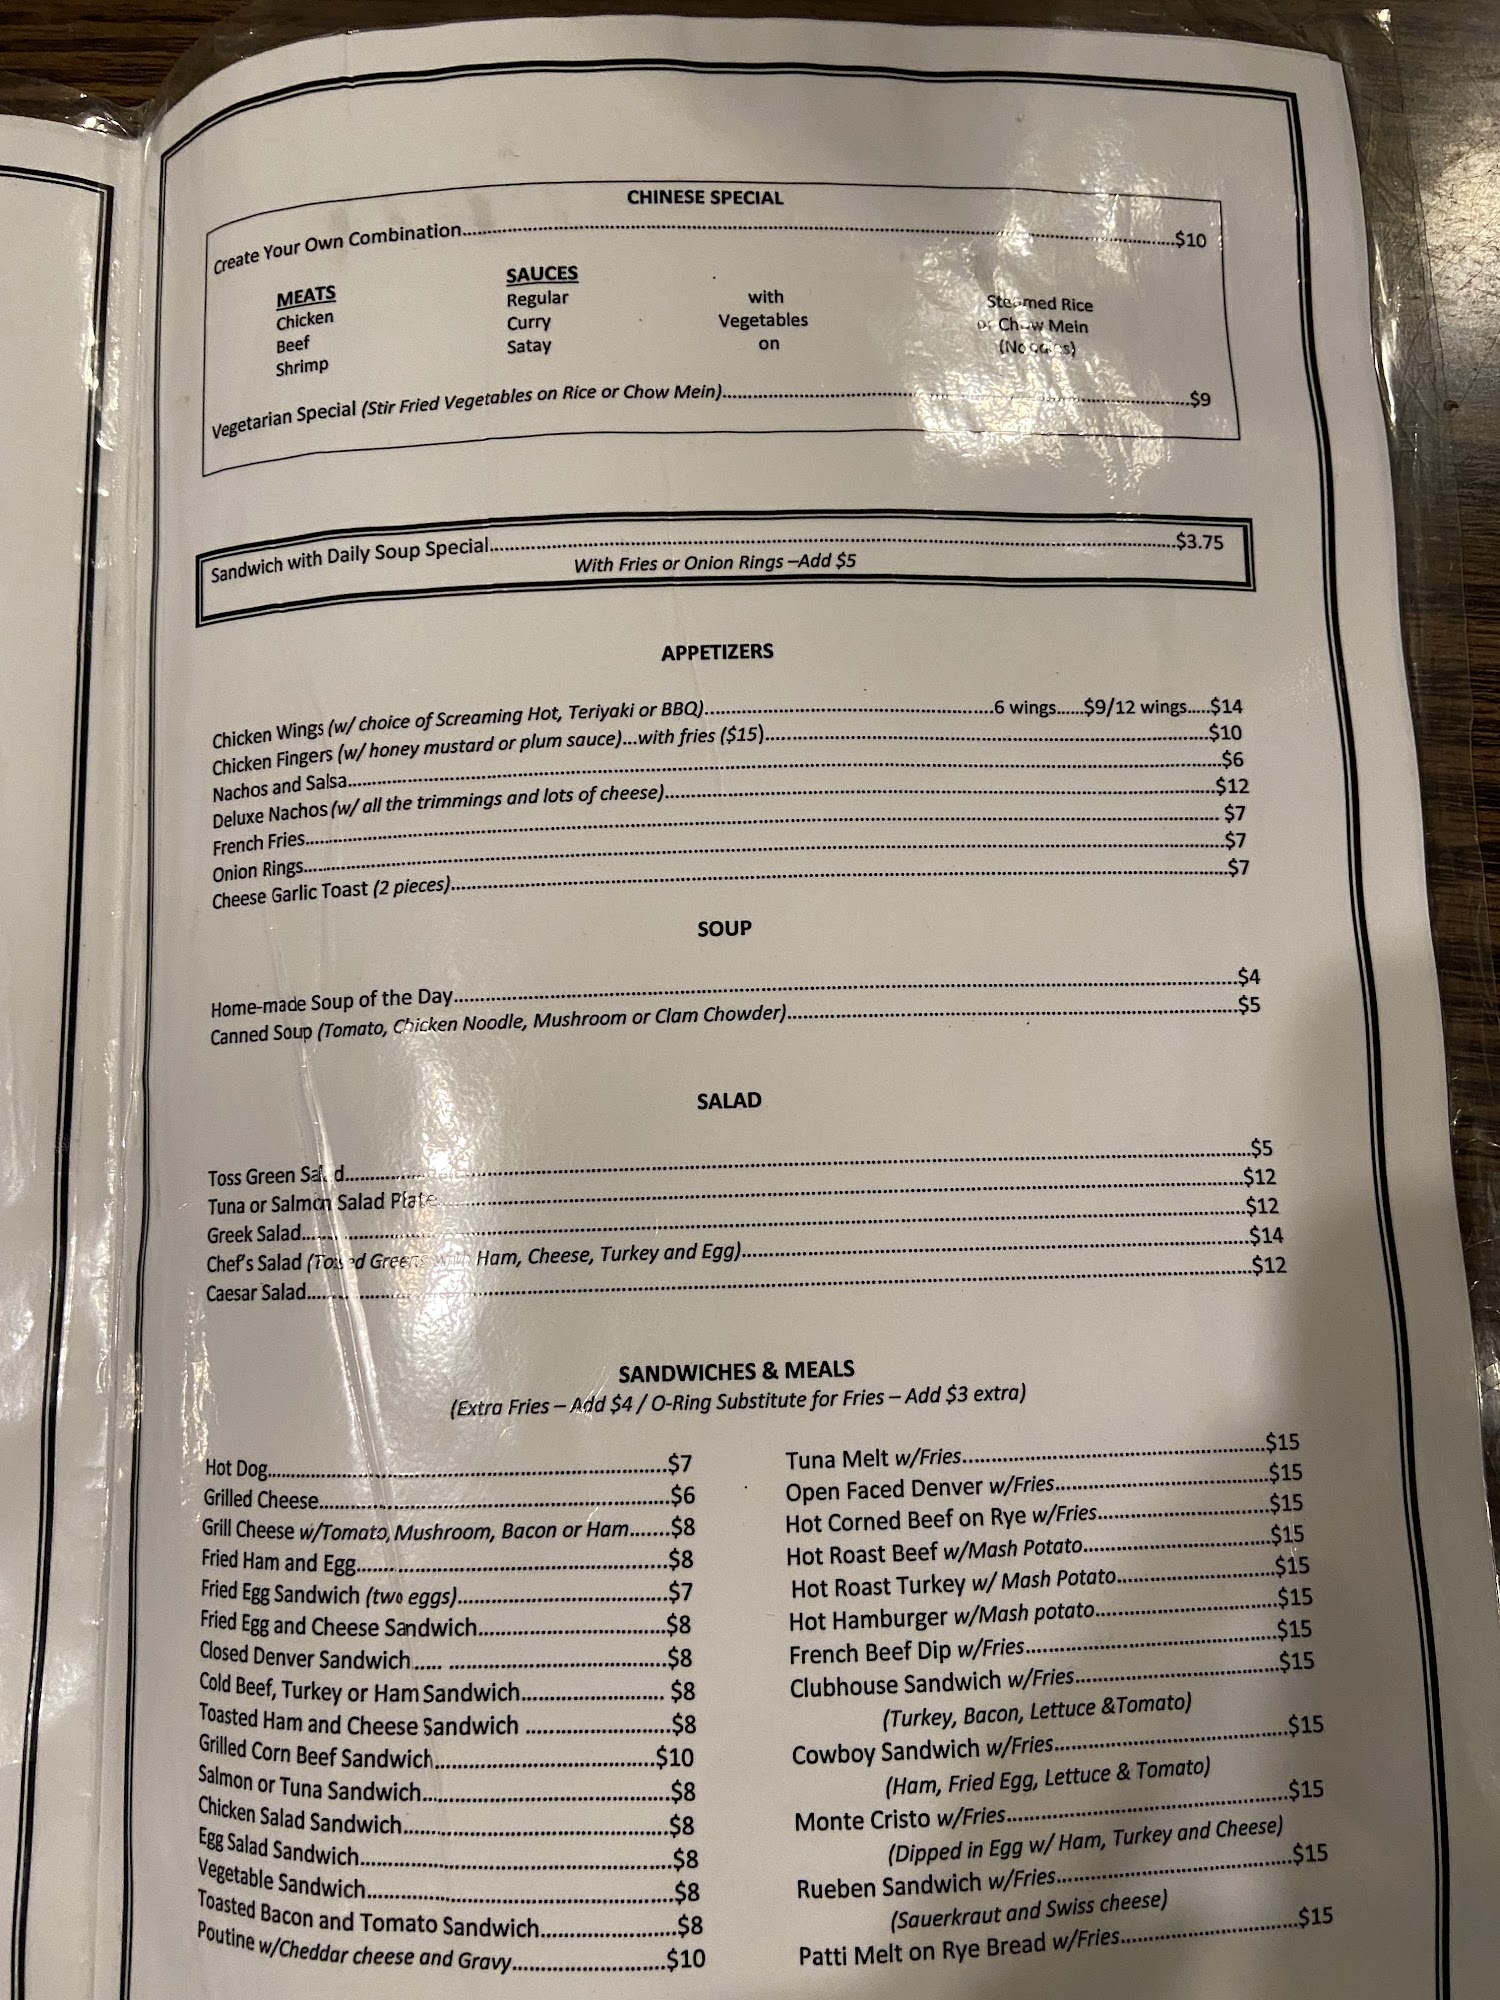 CHINESE SPECIAL
Create Your Own Combination..........$10
MEATS SAUCES
Chicken Regular with Steamed Rice
Beef Curry Vegetables or Chow Mein
Shrimp Satay on (Noodles)
Vegetarian Special (Stir Fried Vegetables on Rice or Chow Mein)..........$9
Sandwich with Daily Soup Special..........$3.75
With Fries or Onion Rings –Add $5
APPETIZERS
Chicken Wings (w/ choice of Screaming Hot, Teriyaki or BBQ)..........6 wings......$9/12 wings.....$14
Chicken Fingers (w/ honey mustard or plum sauce)...with fries ($15)..........$10
Nachos and Salsa..........$6
Deluxe Nachos (w/ all the trimmings and lots of cheese)..........$12
French Fries..........$7
Onion Rings..........$7
Cheese Garlic Toast (2 pieces)..........$7
SOUP
Home-made Soup of the Day..........$4
Canned Soup (Tomato, Chicken Noodle, Mushroom or Clam Chowder)..........$5
SALAD
Toss Green Salad..........$5
Tuna or Salmon Salad Plate..........$12
Greek Salad..........$12
Chef's Salad (Tossed Greens with Ham, Cheese, Turkey and Egg)..........$14
Caesar Salad..........$12
SANDWICHES & MEALS
(Extra Fries – Add $4 / O-Ring Substitute for Fries – Add $3 extra)
Hot Dog..........$7
Grilled Cheese..........$6
Grill Cheese w/Tomato, Mushroom, Bacon or Ham.......$8
Fried Ham and Egg..........$8
Fried Egg Sandwich (two eggs)..........$7
Fried Egg and Cheese Sandwich..........$8
Closed Denver Sandwich..........$8
Cold Beef, Turkey or Ham Sandwich.......... $8
Toasted Ham and Cheese Sandwich ..........$8
Grilled Corn Beef Sandwich..........$10
Salmon or Tuna Sandwich..........$8
Chicken Salad Sandwich..........$8
Egg Salad Sandwich..........$8
Vegetable Sandwich..........$8
Toasted Bacon and Tomato Sandwich..........$8
Poutine w/Cheddar cheese and Gravy..........$10
Tuna Melt w/Fries..........$15
Open Faced Denver w/Fries..........$15
Hot Corned Beef on Rye w/Fries..........$15
Hot Roast Beef w/Mash Potato..........$15
Hot Roast Turkey w/ Mash Potato..........$15
Hot Hamburger w/Mash potato..........$15
French Beef Dip w/Fries..........$15
Clubhouse Sandwich w/Fries..........$15
(Turkey, Bacon, Lettuce &Tomato)
Cowboy Sandwich w/Fries..........$15
(Ham, Fried Egg, Lettuce & Tomato)
Monte Cristo w/Fries..........$15
(Dipped in Egg w/ Ham, Turkey and Cheese)
Rueben Sandwich w/Fries..........$15
(Sauerkraut and Swiss cheese)
Patti Melt on Rye Bread w/Fries..........$15